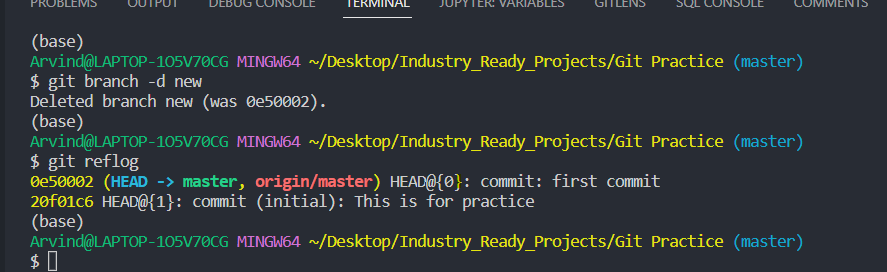 PROBLEMS OUTPUT DEBUG CONSOLE TERMINAL JUPYTER: VARIABLES GITLENS SQL CONSOLE COMMENTS
(base)
Arvind@LAPTOP-1O5V70CG MINGW64 ~/Desktop/Industry_Ready_Projects/Git Practice (master)
$ git branch -d new
Deleted branch new (was 0e50002).
(base)
Arvind@LAPTOP-1O5V70CG MINGW64 ~/Desktop/Industry_Ready_Projects/Git Practice (master)
$ git reflog
0e50002 (HEAD -> master, origin/master) HEAD@{0}: commit: first commit
20f01c6 HEAD@{1}: commit (initial): This is for practice
(base)
Arvind@LAPTOP-1O5V70CG MINGW64 ~/Desktop/Industry_Ready_Projects/Git Practice (master)
$